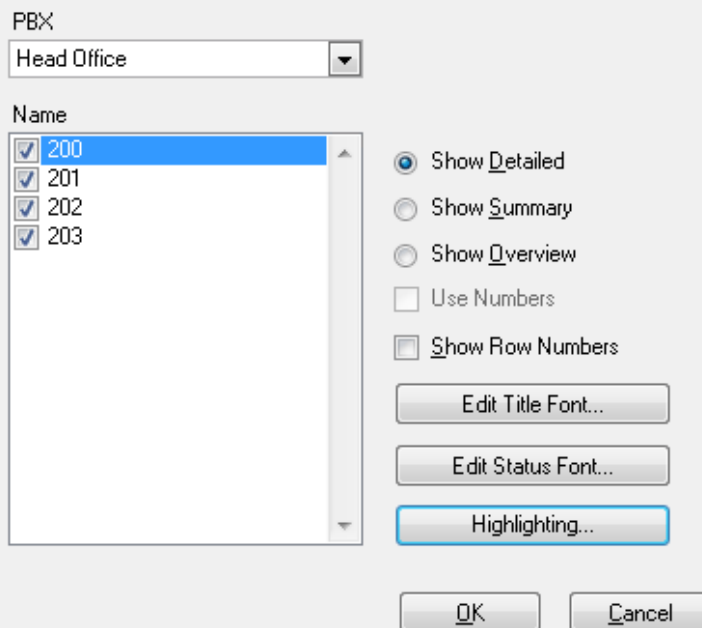 PBX
Head Office
Name
200
201
202
203
Show Detailed
Show Summary
Show Overview
Use Numbers
Show Row Numbers
Edit Title Font...
Edit Status Font...
Highlighting...
OK
Cancel